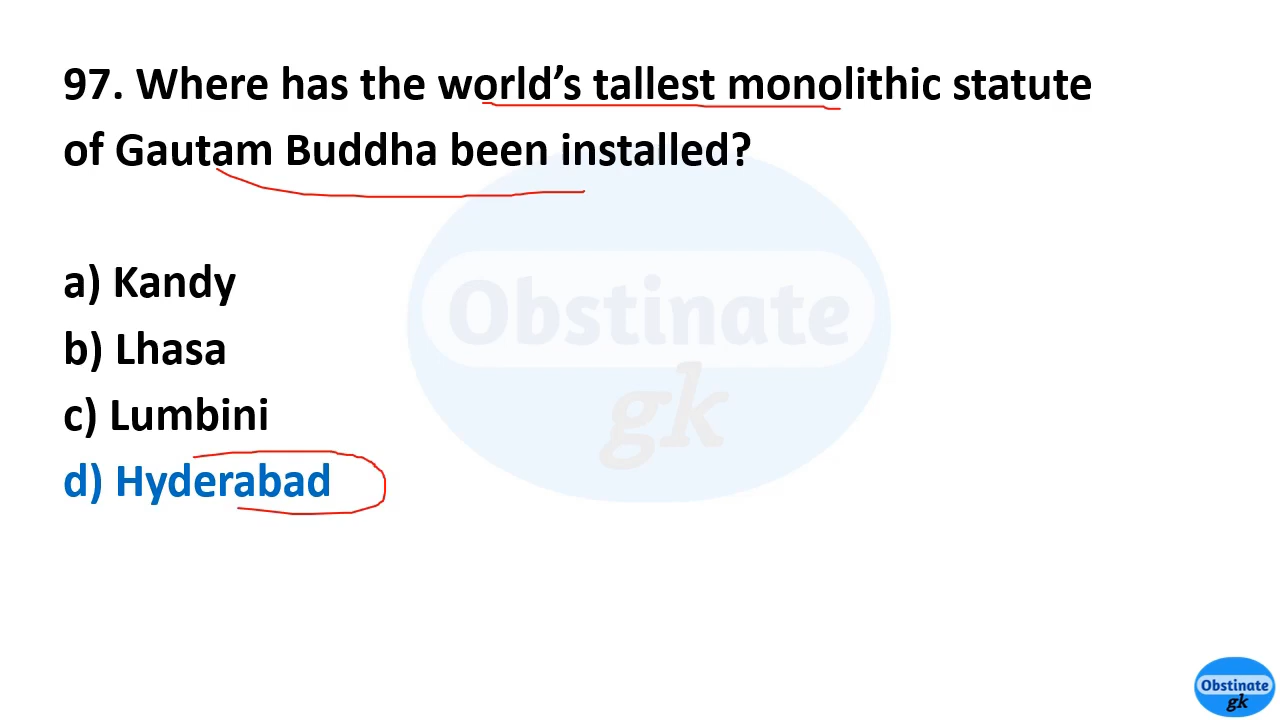 97. Where has the world’s tallest monolithic statute
of Gautam Buddha been installed?
a) Kandy
b) Lhasa
c) Lumbini
d) Hyderabad
Obstinate
gk
Obstinate
gk